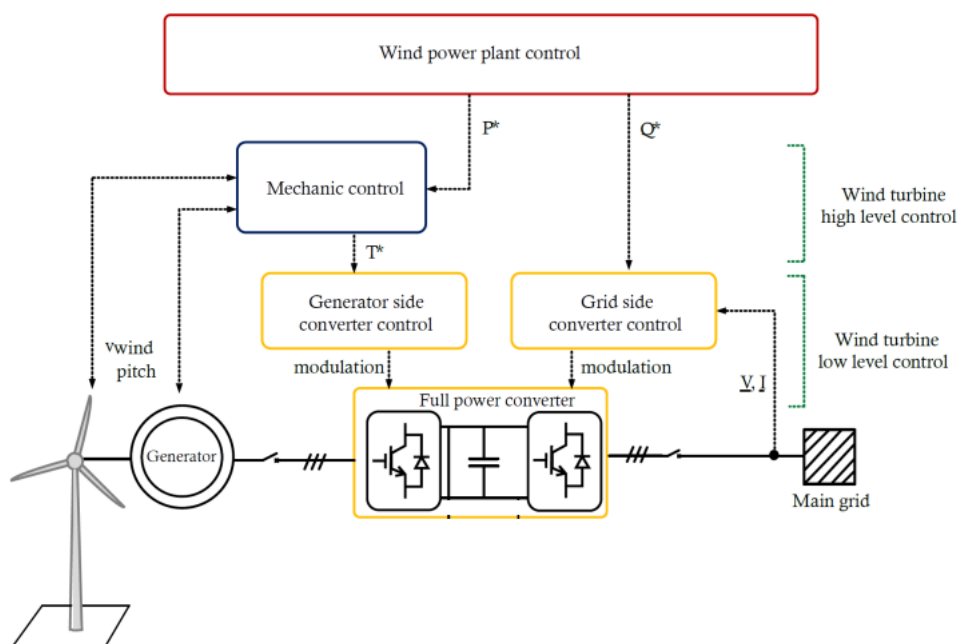 Wind power plant control
P*
Q*
Mechanic control
Wind turbine
high level control
T*
Generator side
converter control
Grid side
converter control
Wind turbine
low level control
vwind
pitch
modulation
modulation
V, I
Full power converter
Generator
Main grid